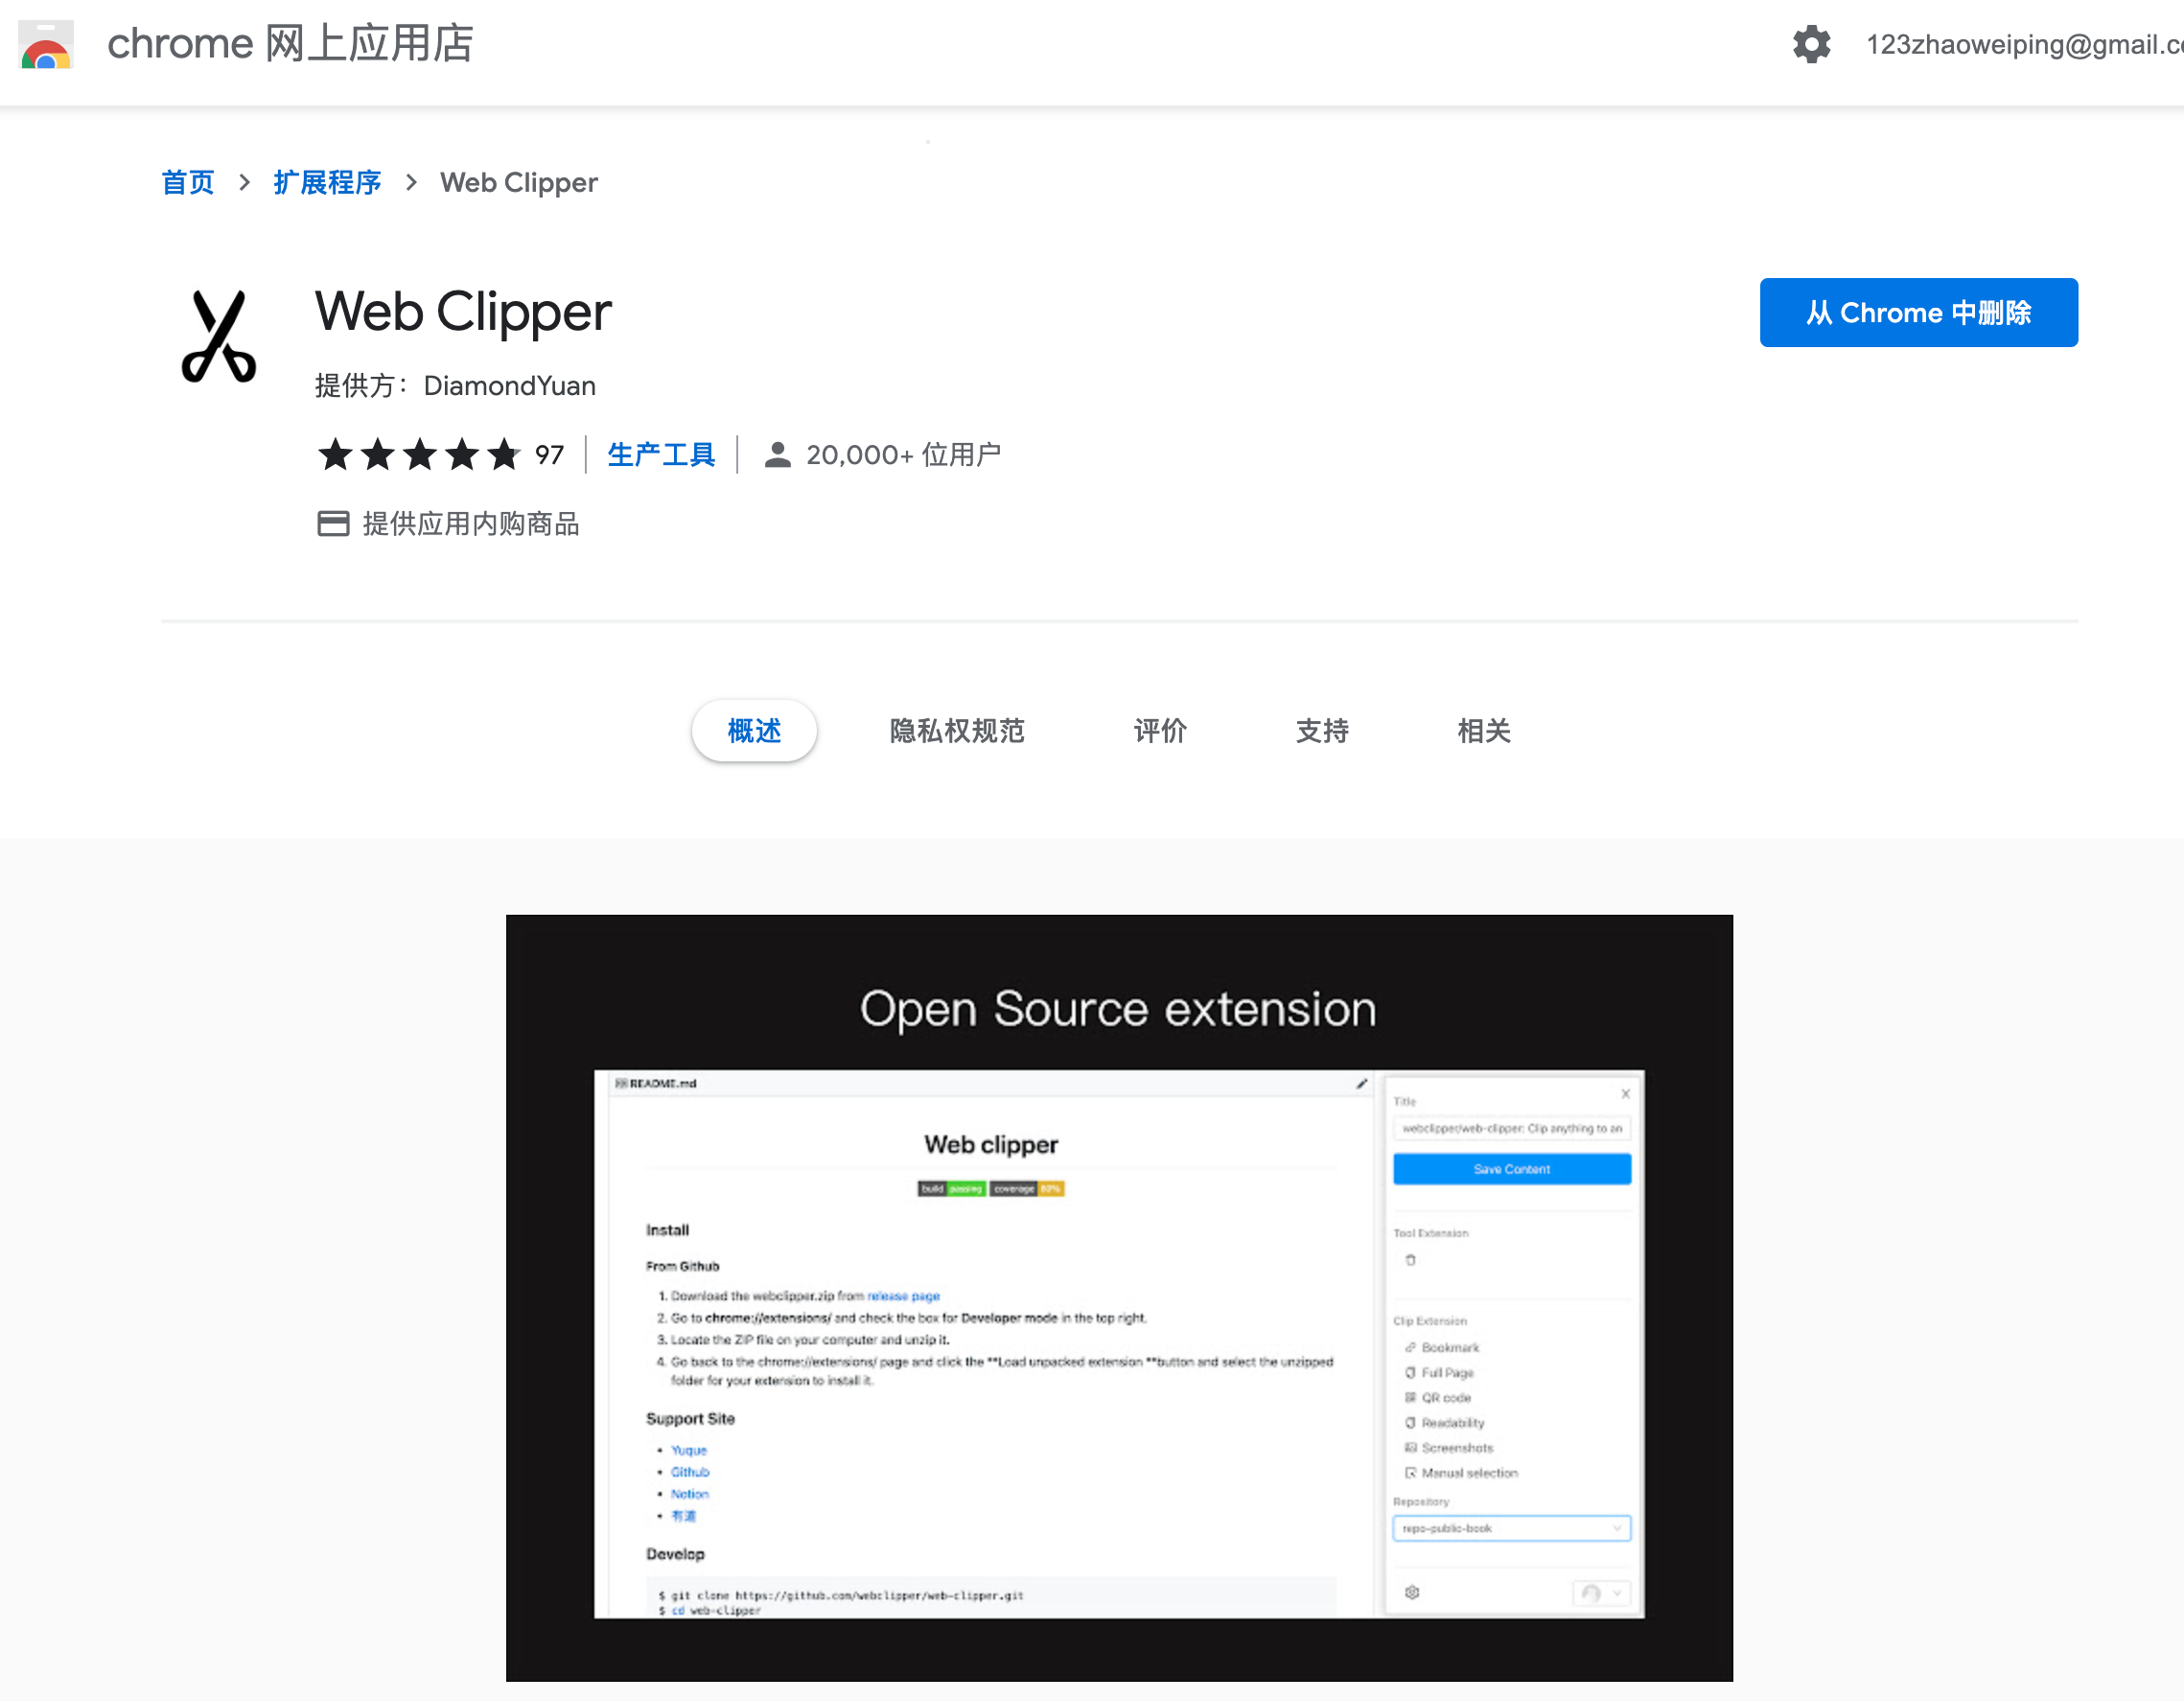 chrome 网上应用店
123zhaoweiping@gmail.c
首页 > 扩展程序 > Web Clipper
Web Clipper
从 Chrome 中删除
提供方： DiamondYuan
97 生产工具 20,000+ 位用户
提供应用内购商品
概述 隐私权规范 评价 支持 相关
Open Source extension
README.md
Web clipper
build passing coverage 80%
Install
From Github
1. Download the webclipper.zip from release page
2. Go to chrome://extensions/ and check the box for Developer mode in the top right.
3. Locate the ZIP file on your computer and unzip it.
4. Go back to the chrome://extensions/ page and click the **Load unpacked extension **button and select the unzipped
folder for your extension to install it.
Support Site
• Yuque
• Github
• Notion
• 有道
Develop
$ git clone https://github.com/webclipper/web-clipper.git
$ cd web-clipper
Title
webclipper/web-clipper: Clip anything to an
Save Content
Tool Extension
Clip Extension
Bookmark
Full Page
QR code
Readability
Screenshots
Manual selection
Repository
repo-public-book